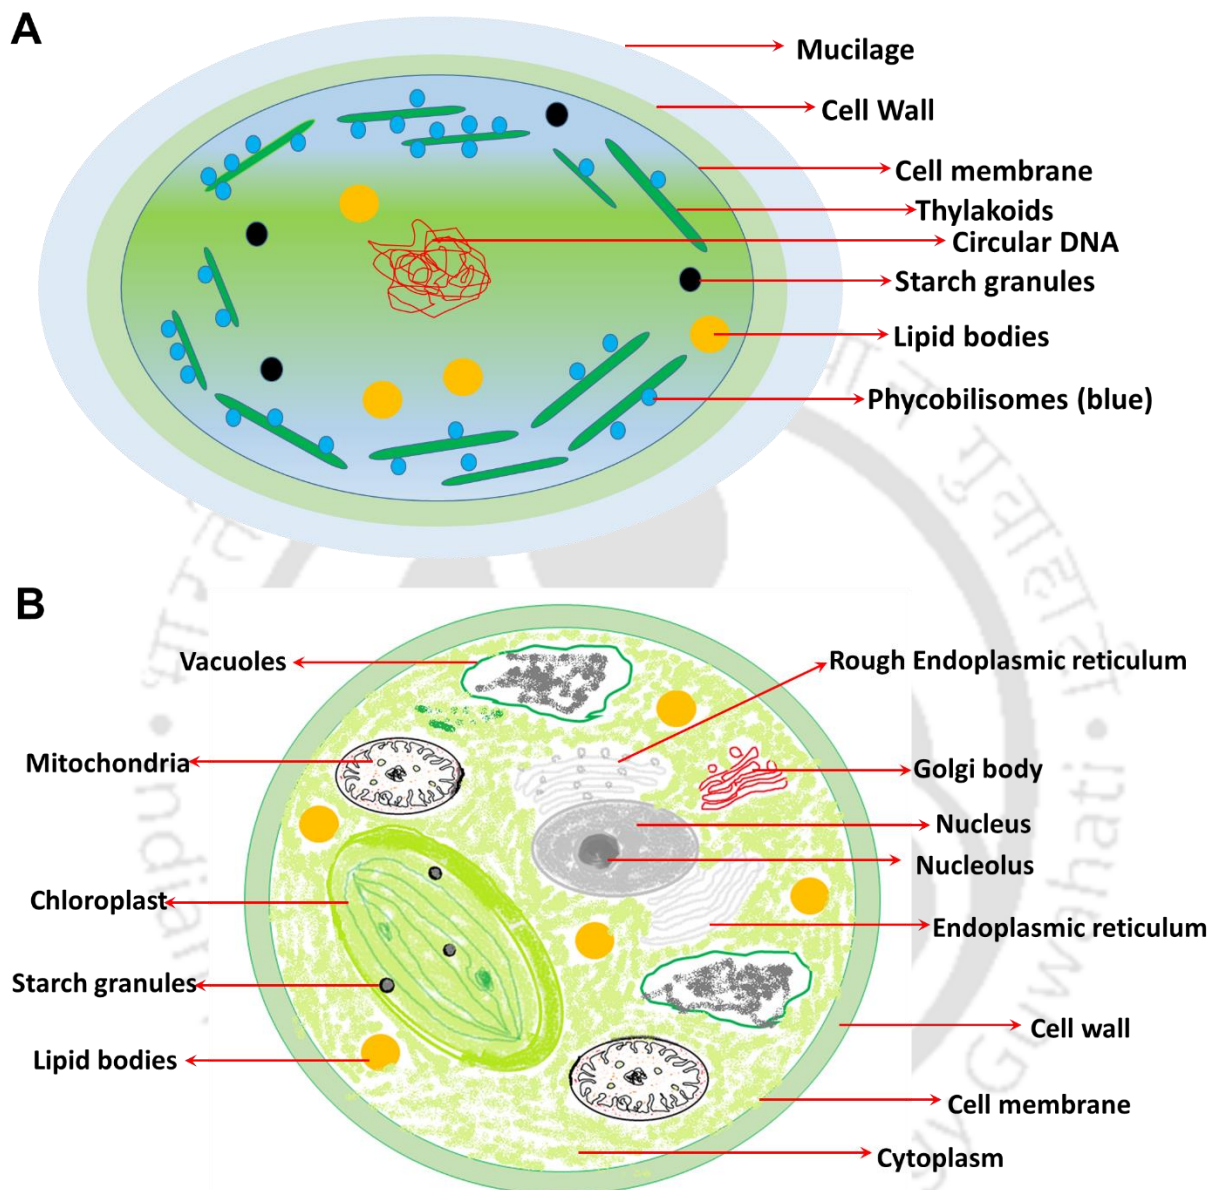 A
Mucilage
Cell Wall
Cell membrane
Thylakoids
Circular DNA
Starch granules
Lipid bodies
Phycobilisomes (blue)
B
Vacuoles
Rough Endoplasmic reticulum
Mitochondria
Golgi body
Nucleus
Nucleolus
Chloroplast
Endoplasmic reticulum
Starch granules
Cell wall
Lipid bodies
Cell membrane
Cytoplasm